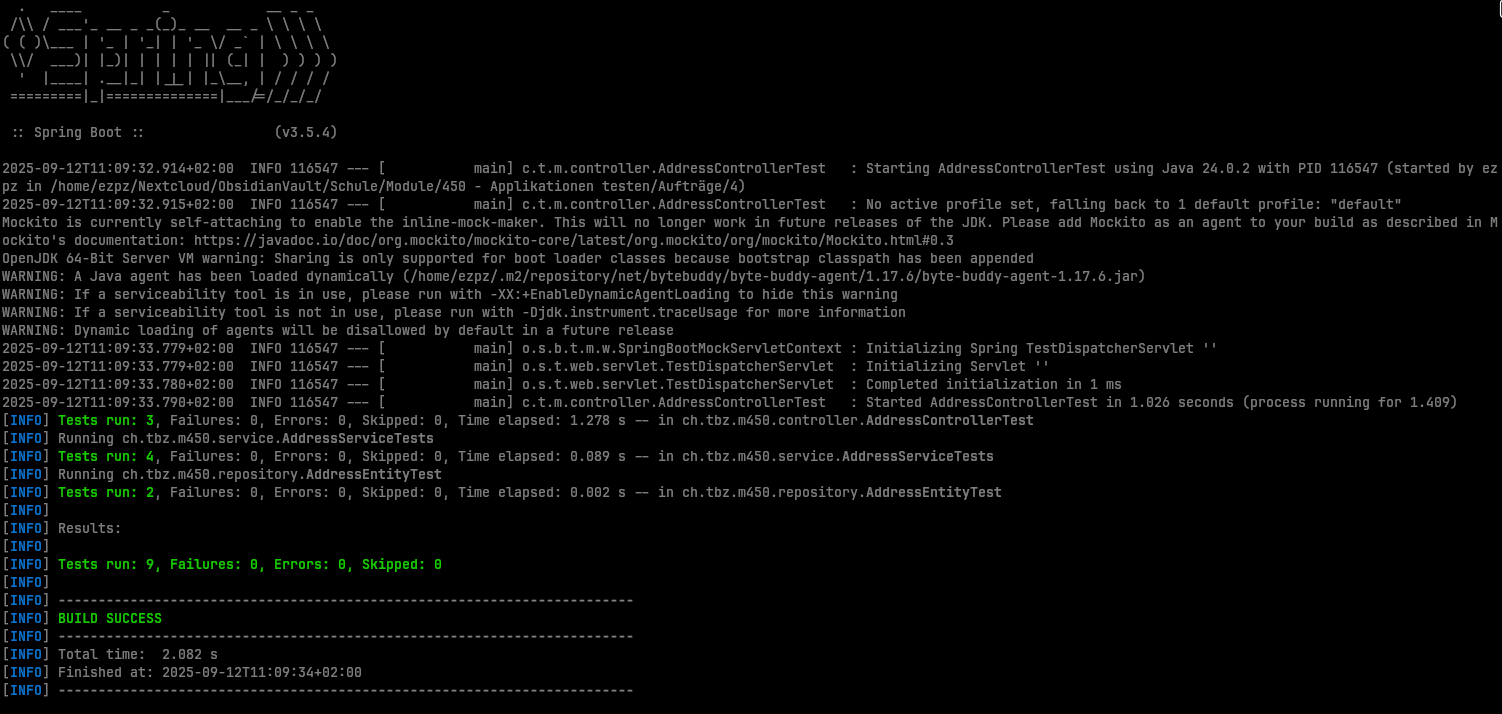 .   ____          _            __ _ _
 /\\ / ___'_ __ _ _(_)_ __  __ _ \ \ \ \
( ( )\___ | '_ | '_| | '_ \/ _` | \ \ \ \
 \\/  ___)| |_)| | | | | || (_| |  ) ) ) )
  '  |____| .__|_| |_|_| |_\__, | / / / /
 =========|_|==============|___/=/_/_/_/
 :: Spring Boot ::                (v3.5.4)
2025-09-12T11:09:32.914+02:00  INFO 116547 --- [           main] c.t.m.controller.AddressControllerTest   : Starting AddressControllerTest using Java 24.0.2 with PID 116547 (started by ez
pz in /home/ezpz/Nextcloud/ObsidianVault/Schule/Module/450 - Applikationen testen/Aufträge/4)
2025-09-12T11:09:32.915+02:00  INFO 116547 --- [           main] c.t.m.controller.AddressControllerTest   : No active profile set, falling back to 1 default profile: "default"
Mockito is currently self-attaching to enable the inline-mock-maker. This will no longer work in future releases of the JDK. Please add Mockito as an agent to your build as described in M
ockito's documentation: https://javadoc.io/doc/org.mockito/mockito-core/latest/org.mockito/org/mockito/Mockito.html#0.3
OpenJDK 64-Bit Server VM warning: Sharing is only supported for boot loader classes because bootstrap classpath has been appended
WARNING: A Java agent has been loaded dynamically (/home/ezpz/.m2/repository/net/bytebuddy/byte-buddy-agent/1.17.6/byte-buddy-agent-1.17.6.jar)
WARNING: If a serviceability tool is in use, please run with -XX:+EnableDynamicAgentLoading to hide this warning
WARNING: If a serviceability tool is not in use, please run with -Djdk.instrument.traceUsage for more information
WARNING: Dynamic loading of agents will be disallowed by default in a future release
2025-09-12T11:09:33.779+02:00  INFO 116547 --- [           main] o.s.b.t.m.w.SpringBootMockServletContext : Initializing Spring TestDispatcherServlet ''
2025-09-12T11:09:33.779+02:00  INFO 116547 --- [           main] o.s.t.web.servlet.TestDispatcherServlet  : Initializing Servlet ''
2025-09-12T11:09:33.780+02:00  INFO 116547 --- [           main] o.s.t.web.servlet.TestDispatcherServlet  : Completed initialization in 1 ms
2025-09-12T11:09:33.790+02:00  INFO 116547 --- [           main] c.t.m.controller.AddressControllerTest   : Started AddressControllerTest in 1.026 seconds (process running for 1.409)
[INFO] Tests run: 3, Failures: 0, Errors: 0, Skipped: 0, Time elapsed: 1.278 s -- in ch.tbz.m450.controller.AddressControllerTest
[INFO] Running ch.tbz.m450.service.AddressServiceTests
[INFO] Tests run: 4, Failures: 0, Errors: 0, Skipped: 0, Time elapsed: 0.089 s -- in ch.tbz.m450.service.AddressServiceTests
[INFO] Running ch.tbz.m450.repository.AddressEntityTest
[INFO] Tests run: 2, Failures: 0, Errors: 0, Skipped: 0, Time elapsed: 0.002 s -- in ch.tbz.m450.repository.AddressEntityTest
[INFO]
[INFO] Results:
[INFO]
[INFO] Tests run: 9, Failures: 0, Errors: 0, Skipped: 0
[INFO]
[INFO] ------------------------------------------------------------------------
[INFO] BUILD SUCCESS
[INFO] ------------------------------------------------------------------------
[INFO] Total time:  2.082 s
[INFO] Finished at: 2025-09-12T11:09:34+02:00
[INFO] ------------------------------------------------------------------------